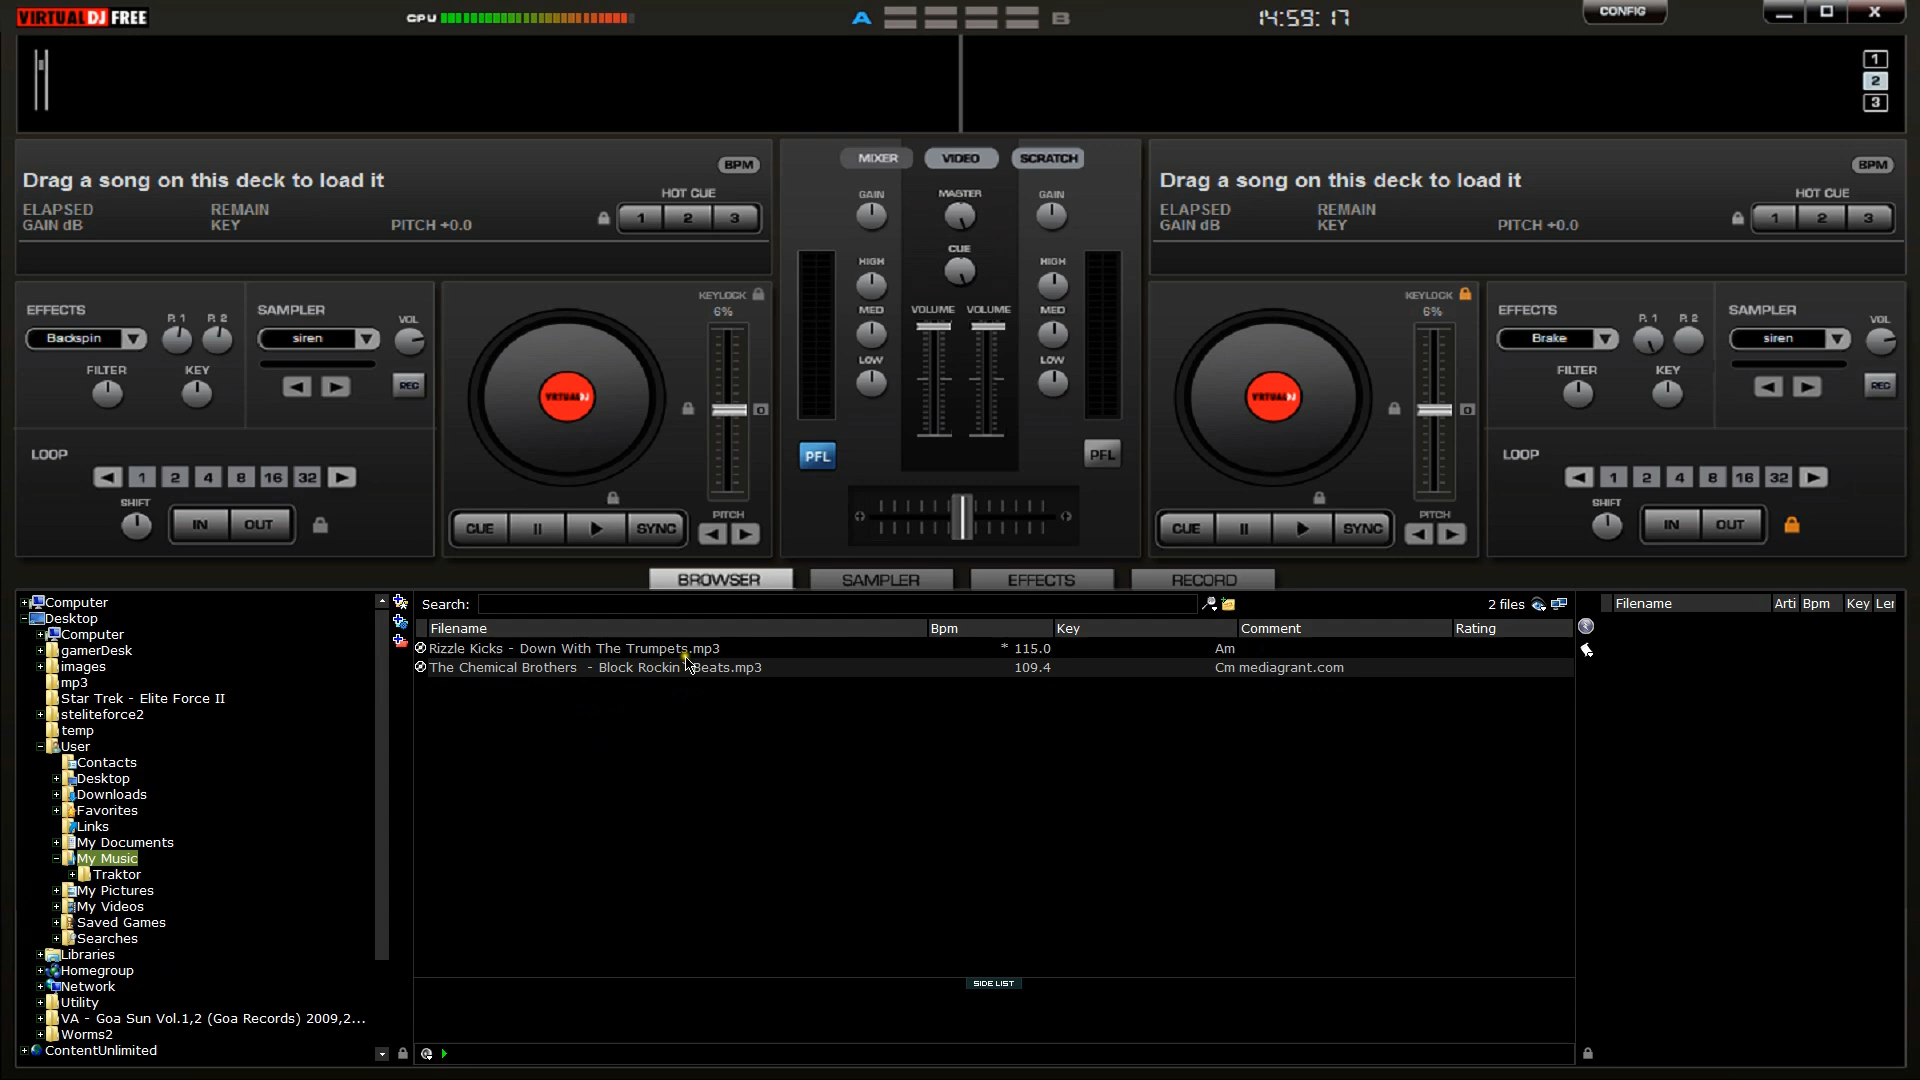 VIRTUALDJ FREE
CPU
A
B
14:59:17
CONFIG
1
2
3
BPM
Drag a song on this deck to load it
HOT CUE
ELAPSED REMAIN
GAIN dB KEY PITCH +0.0
1 2 3
MIXER VIDEO SCRATCH
GAIN MASTER GAIN
CUE
HIGH HIGH
MED VOLUME VOLUME MED
LOW LOW
PFL PFL
BPM
Drag a song on this deck to load it
HOT CUE
ELAPSED REMAIN
GAIN dB KEY PITCH +0.0
1 2 3
EFFECTS P. 1 P. 2
Backspin
FILTER KEY
SAMPLER VOL
siren
REC
LOOP
1 2 4 8 16 32
SHIFT
IN OUT
KEYLOCK
6%
VIRTUALDJ
0
CUE SYNC
PITCH
KEYLOCK
6%
VIRTUALDJ
0
CUE SYNC
PITCH
EFFECTS P. 1 P. 2
Brake
FILTER KEY
SAMPLER VOL
siren
REC
LOOP
1 2 4 8 16 32
SHIFT
IN OUT
BROWSER SAMPLER EFFECTS RECORD
Computer
Desktop
Computer
gamerDesk
images
mp3
Star Trek - Elite Force II
steliteforce2
temp
User
Contacts
Desktop
Downloads
Favorites
Links
My Documents
My Music
Traktor
My Pictures
My Videos
Saved Games
Searches
Libraries
Homegroup
Network
Utility
VA - Goa Sun Vol.1,2 (Goa Records) 2009,2...
Worms2
ContentUnlimited
Search: 2 files
Filename Bpm Key Comment Rating
Rizzle Kicks - Down With The Trumpets.mp3 * 115.0 Am
The Chemical Brothers - Block Rockin' Beats.mp3 109.4 Cm mediagrant.com
SIDE LIST
Filename Arti Bpm Key Ler